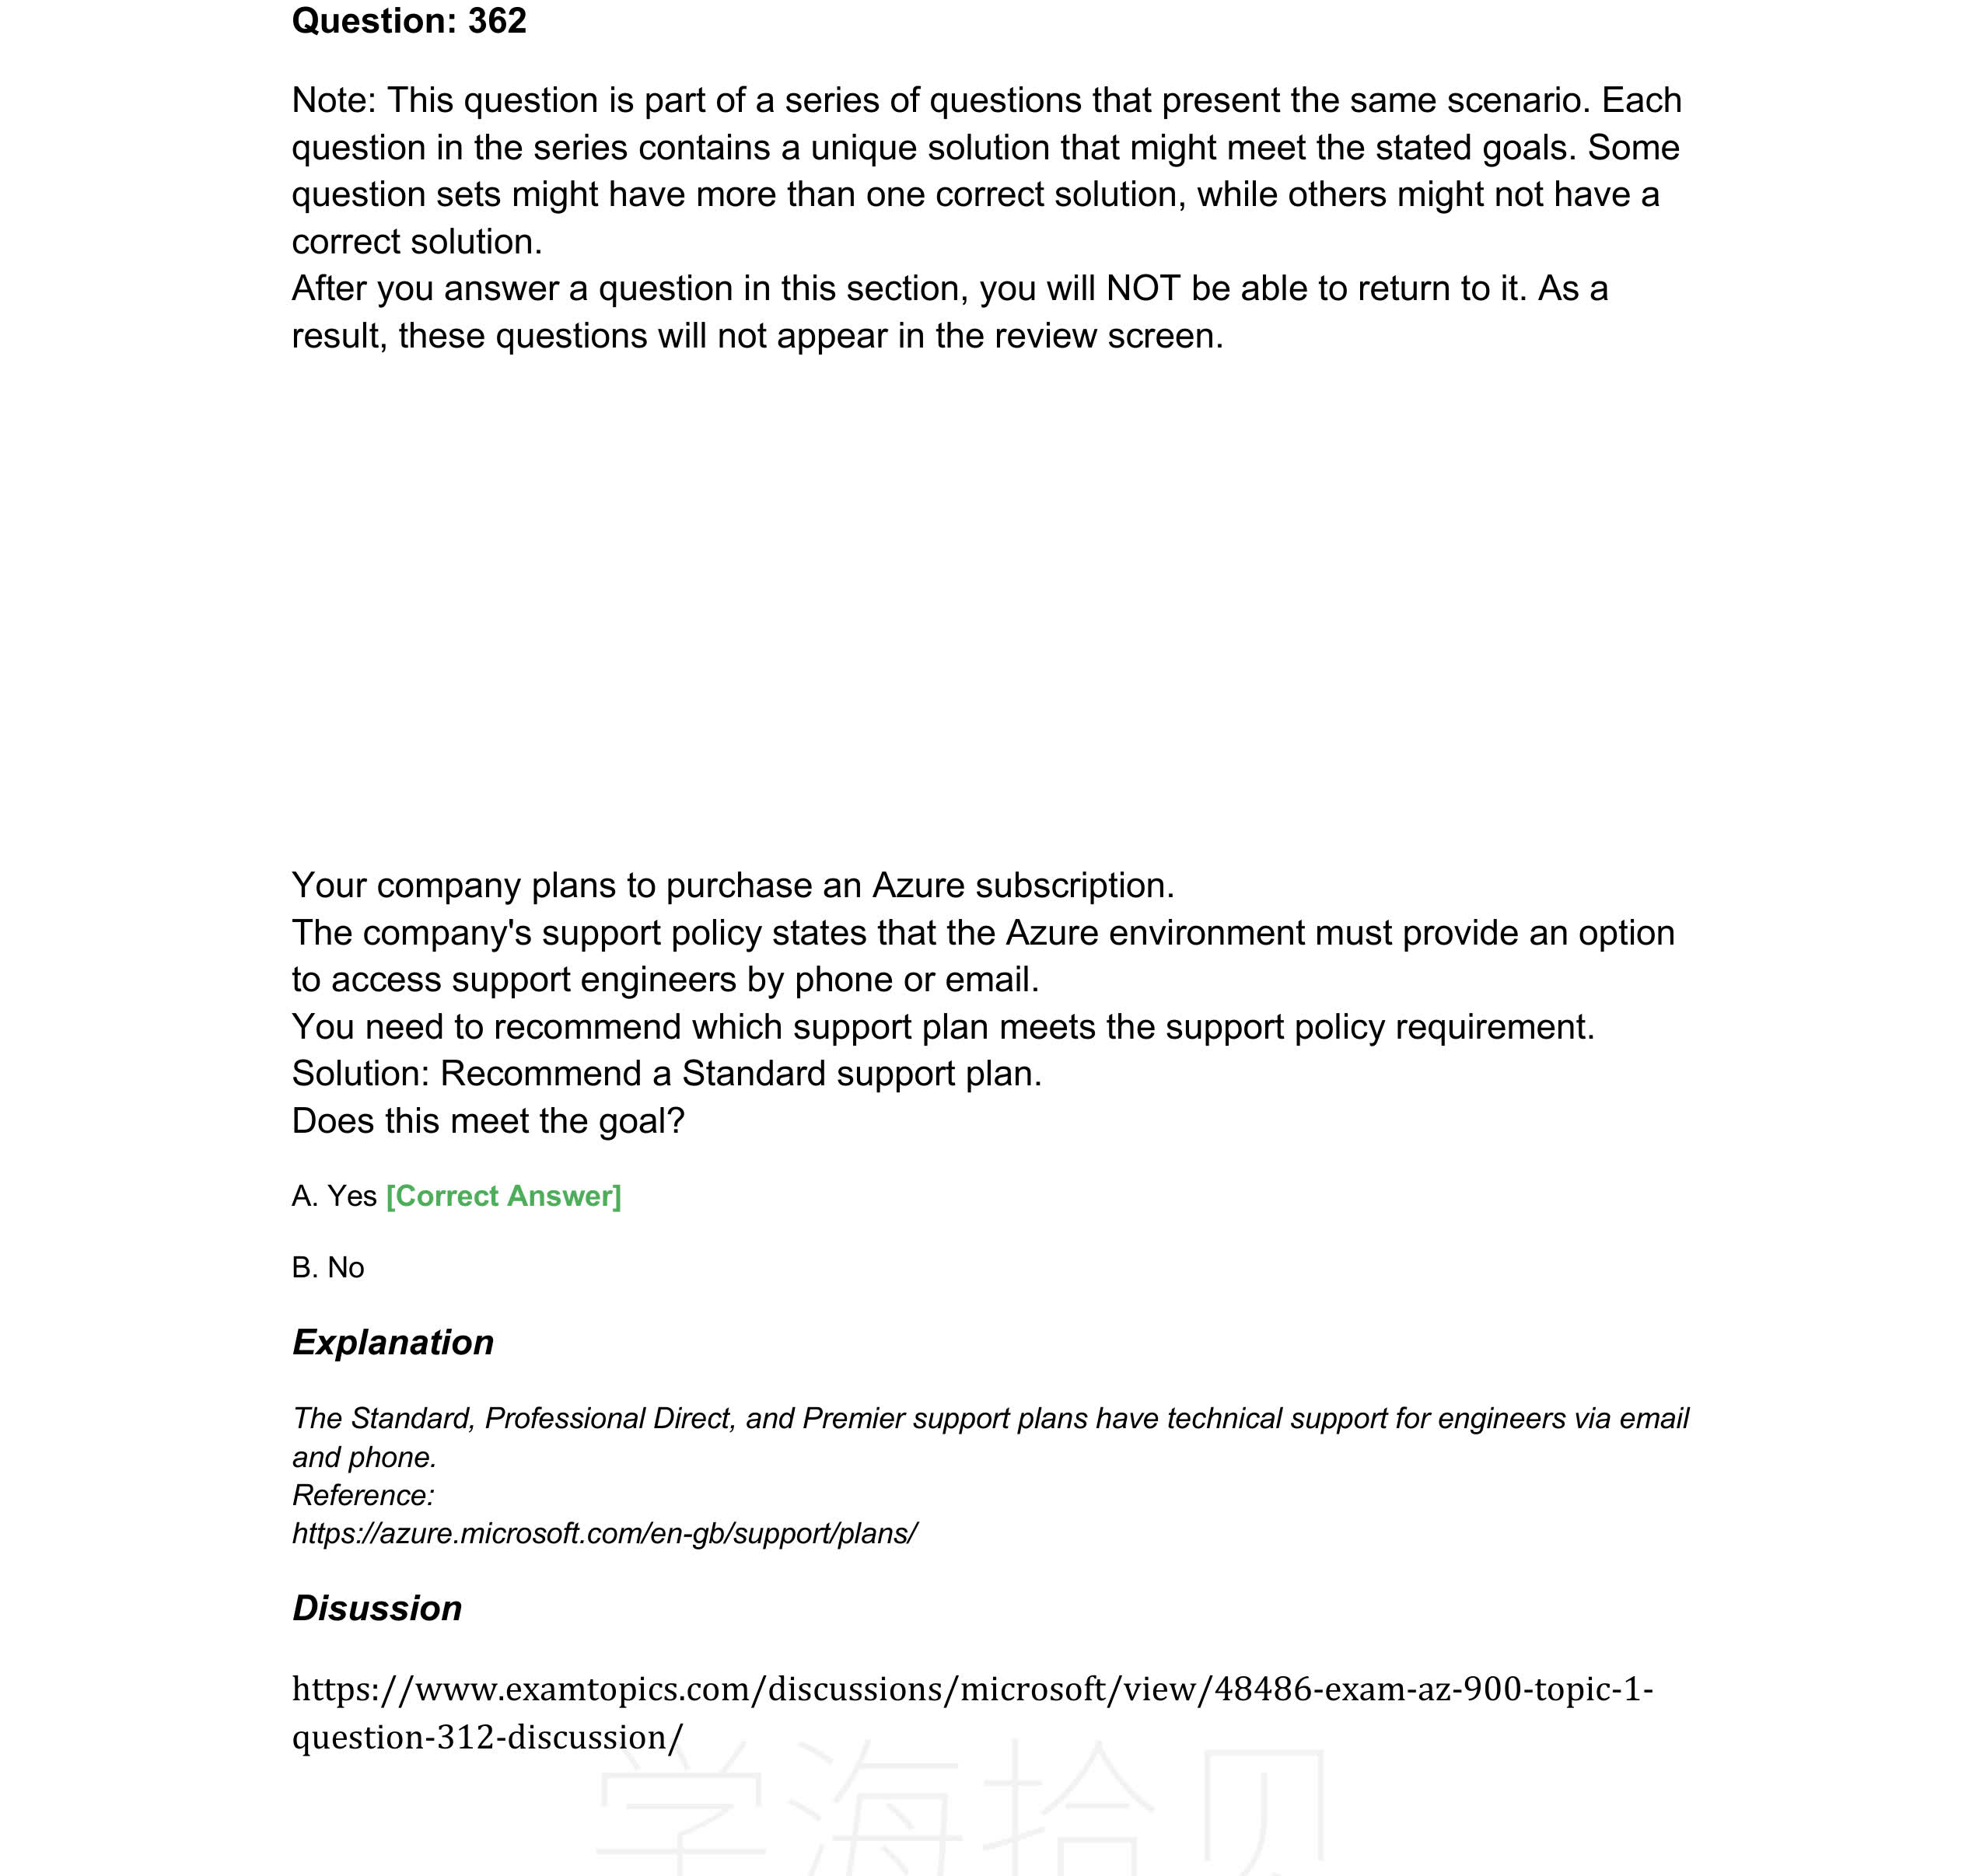 Question: 362
Note: This question is part of a series of questions that present the same scenario. Each
question in the series contains a unique solution that might meet the stated goals. Some
question sets might have more than one correct solution, while others might not have a
correct solution.
After you answer a question in this section, you will NOT be able to return to it. As a
result, these questions will not appear in the review screen.
Your company plans to purchase an Azure subscription.
The company's support policy states that the Azure environment must provide an option
to access support engineers by phone or email.
You need to recommend which support plan meets the support policy requirement.
Solution: Recommend a Standard support plan.
Does this meet the goal?
A. Yes [Correct Answer]
B. No
Explanation
The Standard, Professional Direct, and Premier support plans have technical support for engineers via email
and phone.
Reference:
https://azure.microsoft.com/en-gb/support/plans/
Disussion
https://www.examtopics.com/discussions/microsoft/view/48486-exam-az-900-topic-1-
question-312-discussion/
学海拾贝